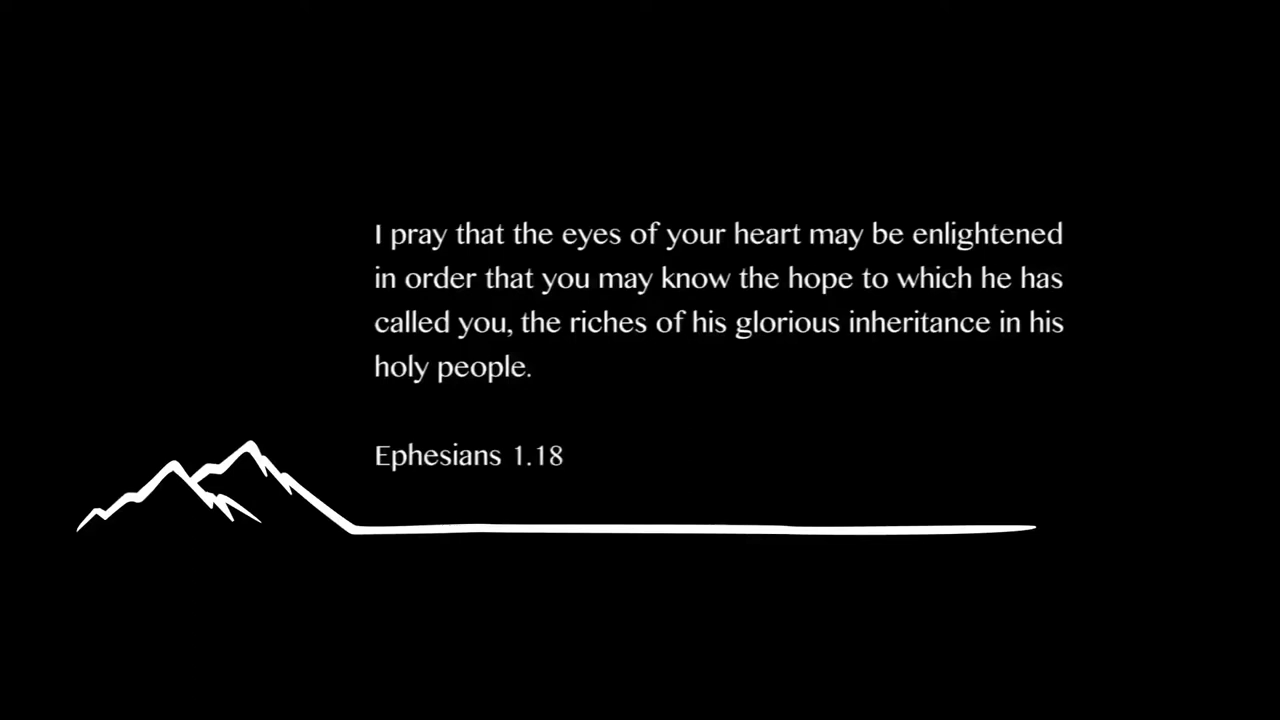 I pray that the eyes of your heart may be enlightened
in order that you may know the hope to which he has
called you, the riches of his glorious inheritance in his
holy people.
Ephesians 1.18